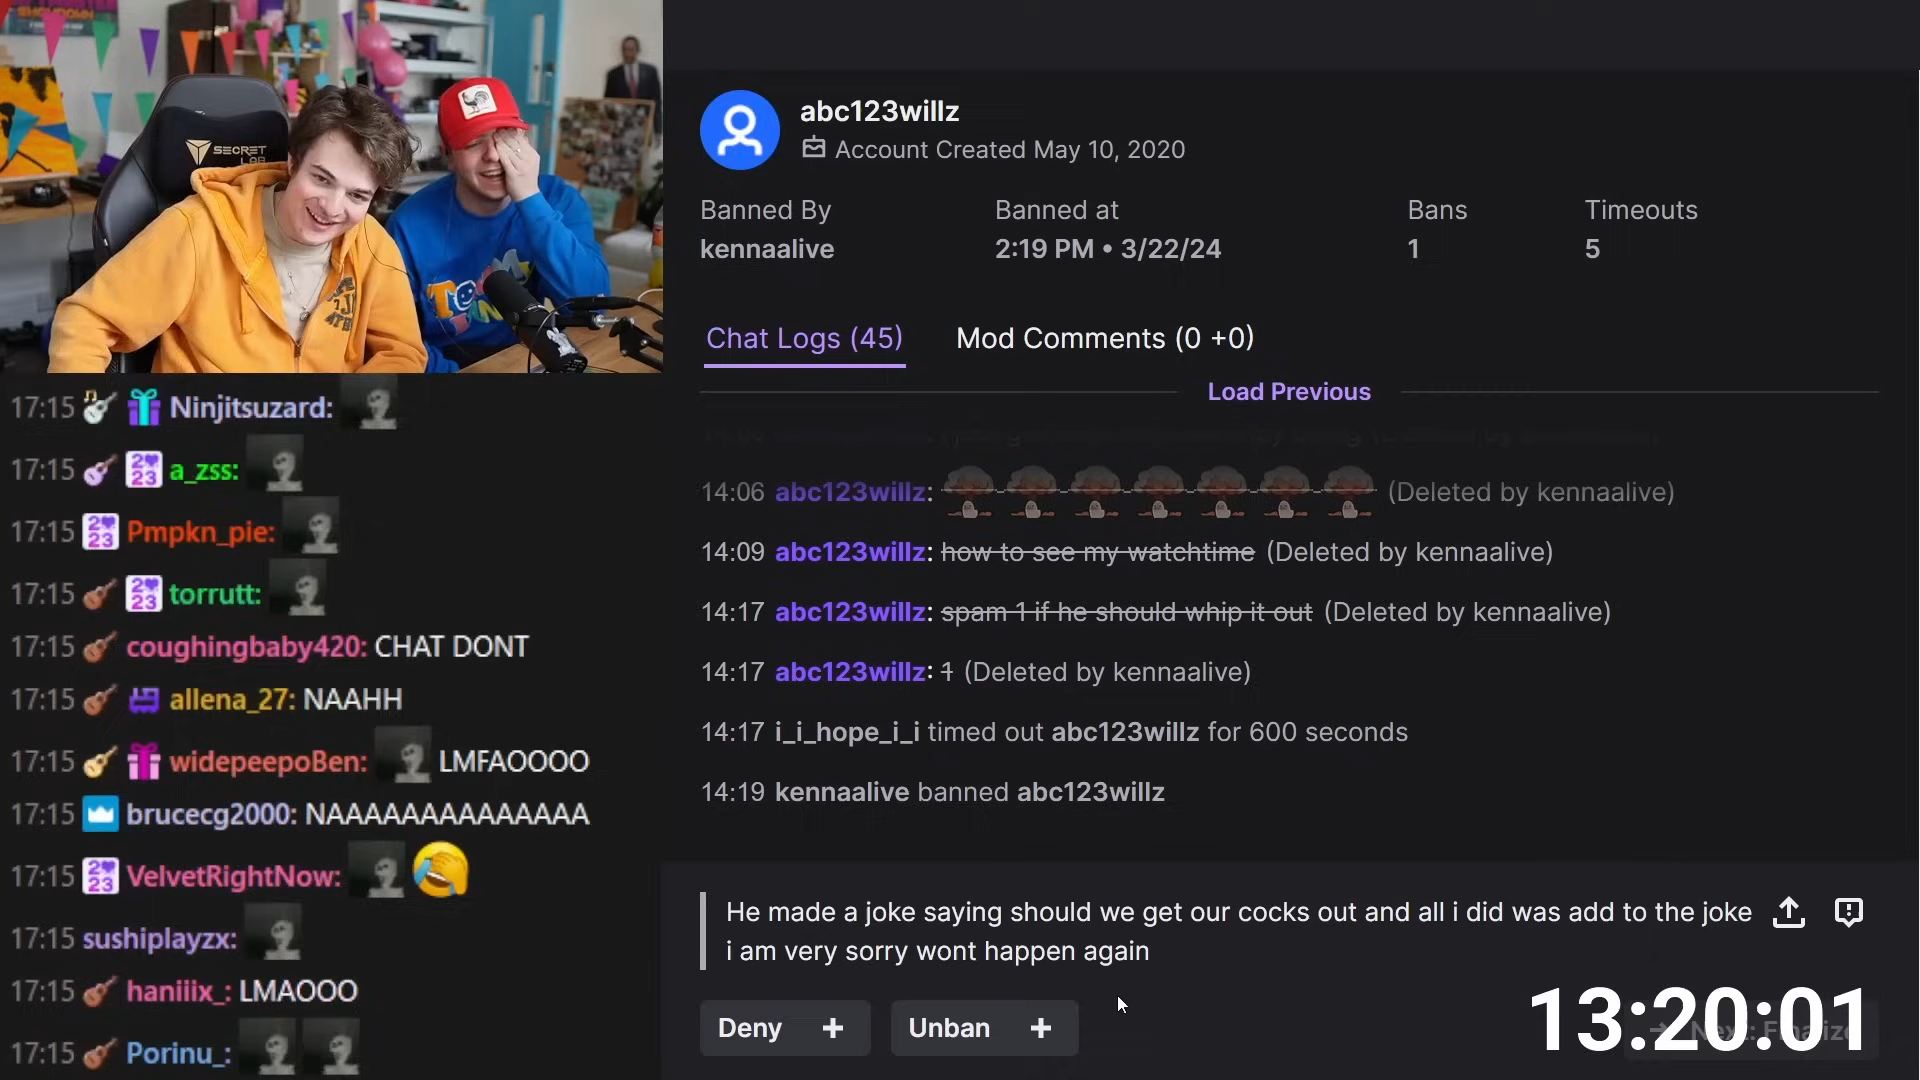 SECRET
LAB
abc123willz
Account Created May 10, 2020
Banned By
Banned at
Bans
Timeouts
kennaalive
2:19 PM • 3/22/24
1
5
Chat Logs (45)
Mod Comments (0 +0)
Load Previous
14:06 abc123willz: (Deleted by kennaalive)
14:09 abc123willz: how to see my watchtime (Deleted by kennaalive)
14:17 abc123willz: spam 1 if he should whip it out (Deleted by kennaalive)
14:17 abc123willz: 1 (Deleted by kennaalive)
14:17 i_i_hope_i_i timed out abc123willz for 600 seconds
14:19 kennaalive banned abc123willz
He made a joke saying should we get our cocks out and all i did was add to the joke
i am very sorry wont happen again
Deny +
Unban +
13:20:01
17:15 Ninjitsuzard:
17:15 2023 a_zss:
17:15 2023 Pmpkn_pie:
17:15 2023 torrutt:
17:15 coughingbaby420: CHAT DONT
17:15 allena_27: NAAHH
17:15 widepeepoBen: LMFAOOOO
17:15 brucecg2000: NAAAAAAAAAAAAAA
17:15 2023 VelvetRightNow:
17:15 sushiplayzx:
17:15 haniiix_: LMAOOO
17:15 Porinu_: